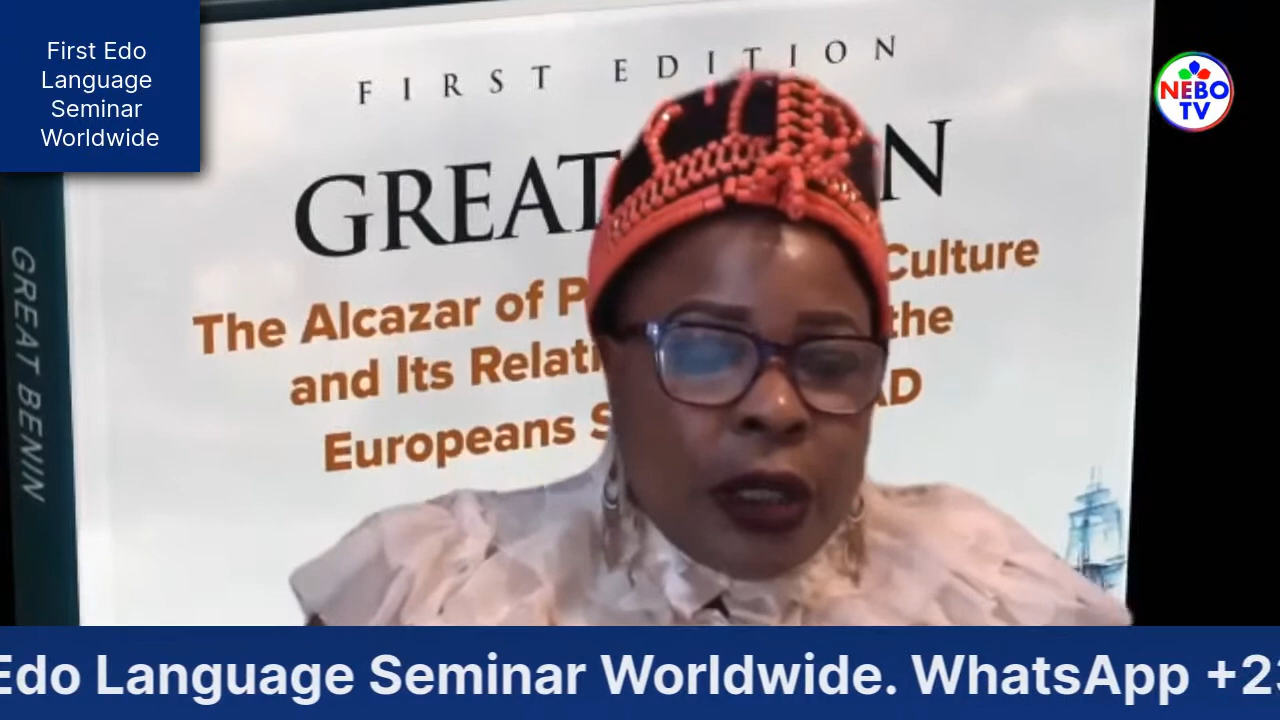 First Edo
Language
Seminar
Worldwide
FIRST EDITION
GREAT
The Alcazar of Culture
and Its the
Europeans AD
GREAT BENIN
NEBO
TV
Edo Language Seminar Worldwide. WhatsApp +23